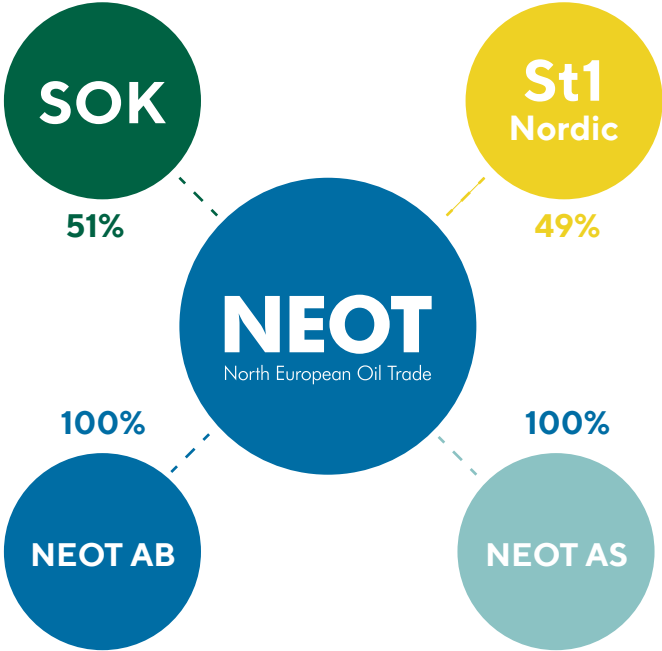 SOK
St1
Nordic
51%
49%
NEOT
North European Oil Trade
100%
100%
NEOT AB
NEOT AS